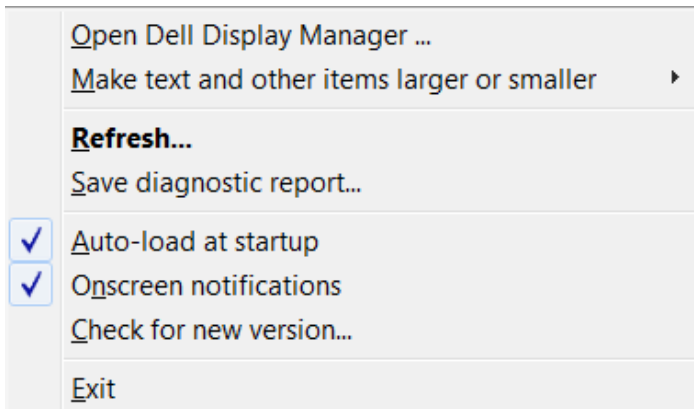 Open Dell Display Manager ...
Make text and other items larger or smaller
Refresh...
Save diagnostic report...
Auto-load at startup
Onscreen notifications
Check for new version...
Exit